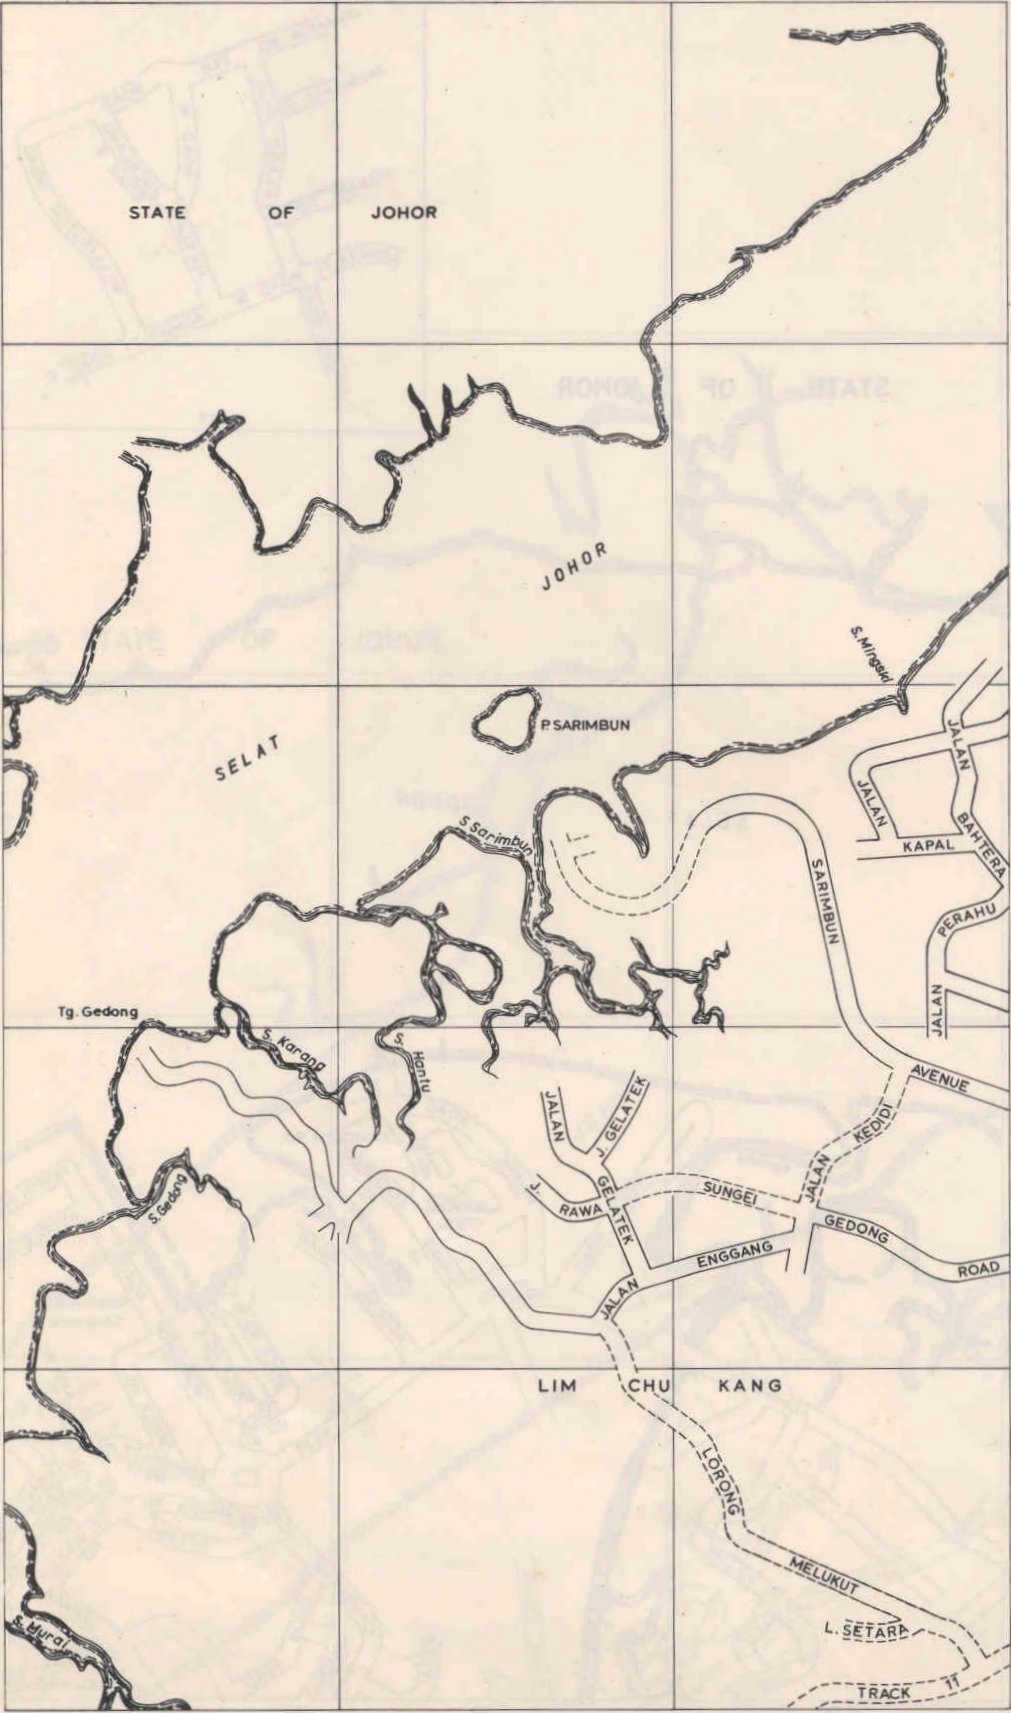 STATE OF JOHOR
JOHOR
S. Mingski
P. SARIMBUN
SELAT
JALAN
BAHTERA
JALAN
KAPAL
S Sarimbun
SARIMBUN
AVENUE
PERAHU
JALAN
Tg. Gedong
S. Karang
S. Hantu
JALAN
J. GELATEK
GELATEK
JALAN KEDIDI
J. RAWA
SUNGEI
GEDONG
ROAD
S. Gedong
JALAN
ENGGANG
LIM CHU KANG
LORONG
MELUKUT
S. Murai
L. SETARA
TRACK 11